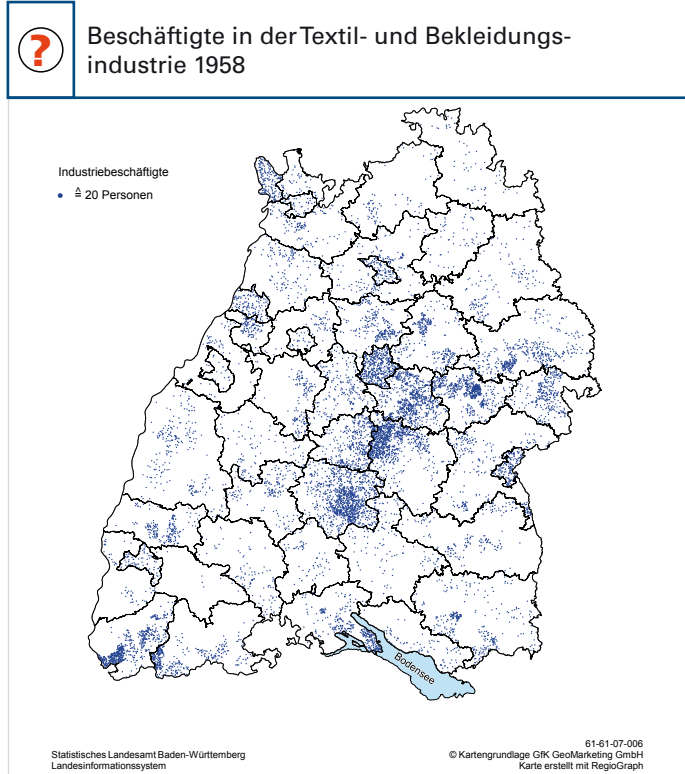 ?
Beschäftigte in der Textil- und Bekleidungs-
industrie 1958
Industriebeschäftigte
≙ 20 Personen
Bodensee
Statistisches Landesamt Baden-Württemberg
Landesinformationssystem
61-61-07-006
© Kartengrundlage GfK GeoMarketing GmbH
Karte erstellt mit RegioGraph